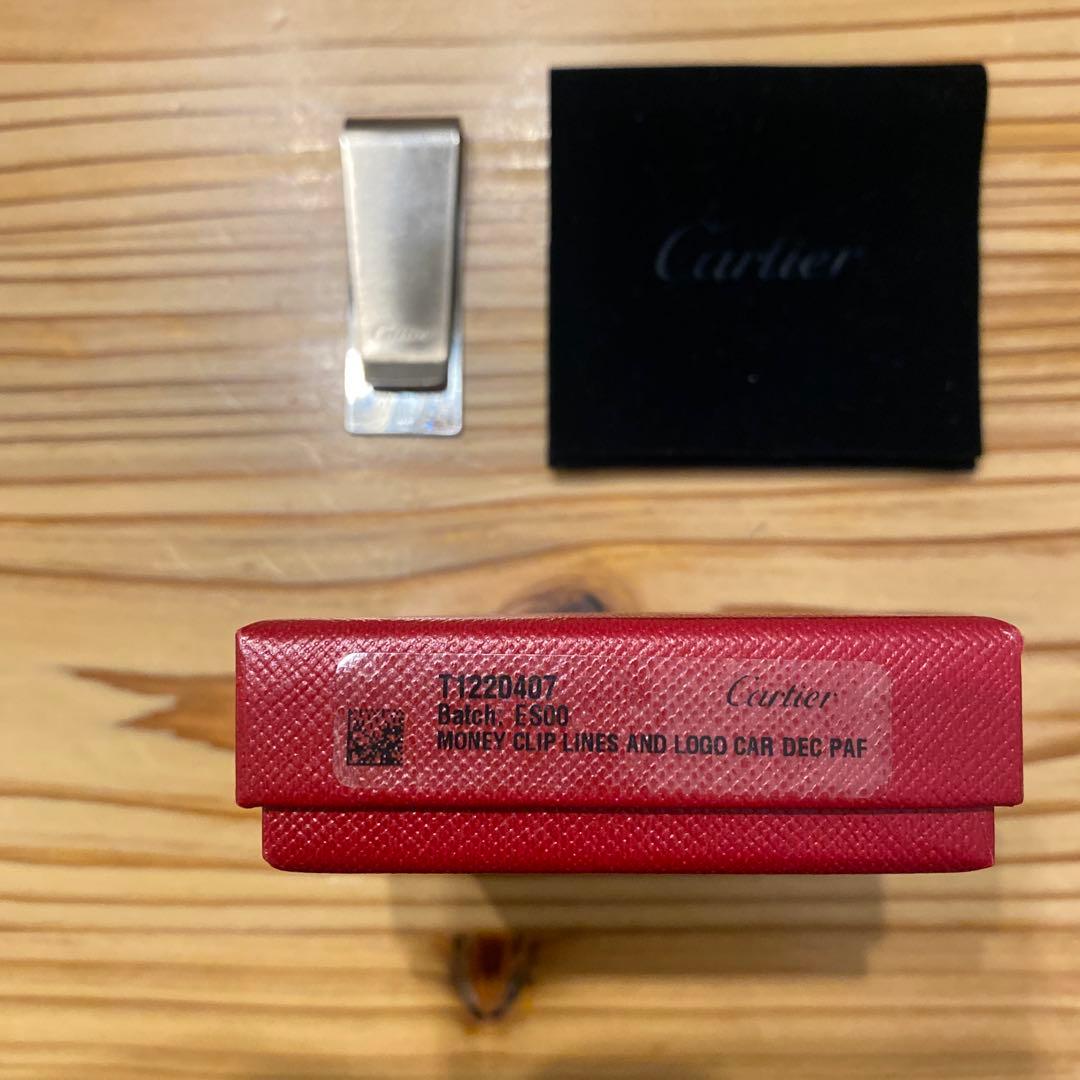 Cartier
Cartier
T1220407
Cartier
Batch. ES00
MONEY CLIP LINES AND LOGO CAR DEC PAF